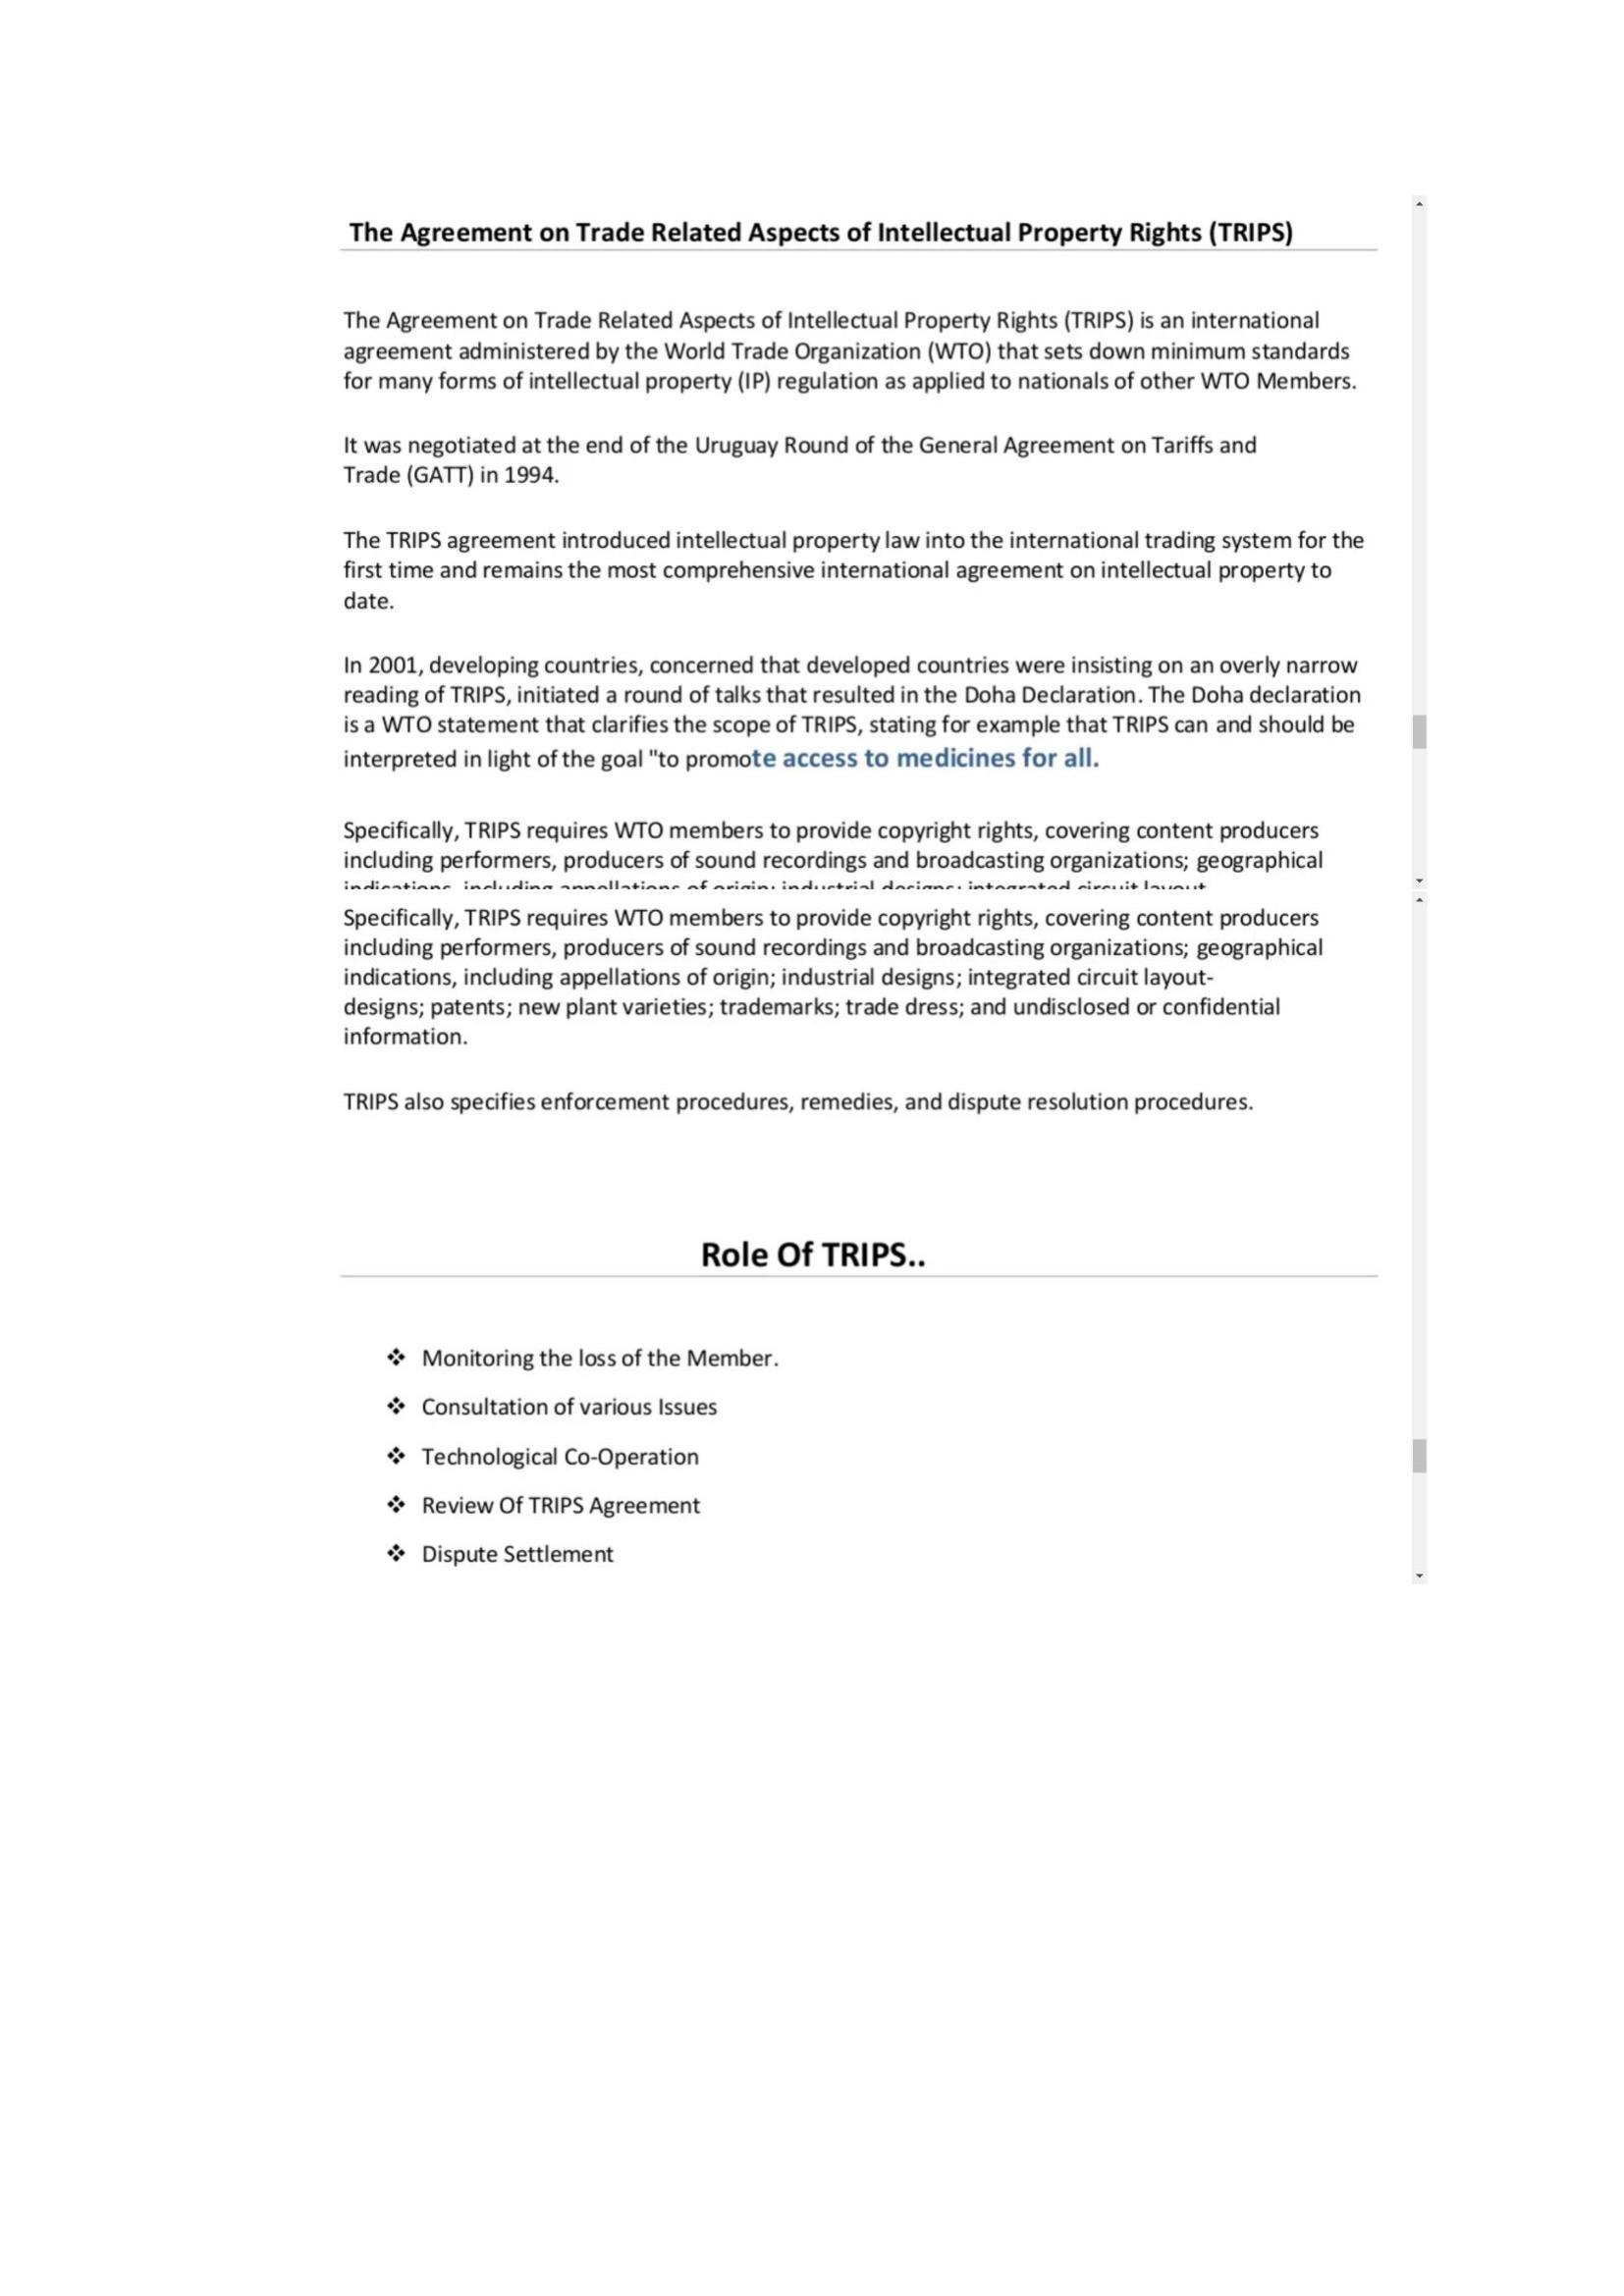 The Agreement on Trade Related Aspects of Intellectual Property Rights (TRIPS)
The Agreement on Trade Related Aspects of Intellectual Property Rights (TRIPS) is an international
agreement administered by the World Trade Organization (WTO) that sets down minimum standards
for many forms of intellectual property (IP) regulation as applied to nationals of other WTO Members.
It was negotiated at the end of the Uruguay Round of the General Agreement on Tariffs and
Trade (GATT) in 1994.
The TRIPS agreement introduced intellectual property law into the international trading system for the
first time and remains the most comprehensive international agreement on intellectual property to
date.
In 2001, developing countries, concerned that developed countries were insisting on an overly narrow
reading of TRIPS, initiated a round of talks that resulted in the Doha Declaration. The Doha declaration
is a WTO statement that clarifies the scope of TRIPS, stating for example that TRIPS can and should be
interpreted in light of the goal "to promote access to medicines for all.
Specifically, TRIPS requires WTO members to provide copyright rights, covering content producers
including performers, producers of sound recordings and broadcasting organizations; geographical
indications, including appellations of origin; industrial designs; integrated circuit layout
Specifically, TRIPS requires WTO members to provide copyright rights, covering content producers
including performers, producers of sound recordings and broadcasting organizations; geographical
indications, including appellations of origin; industrial designs; integrated circuit layout-
designs; patents; new plant varieties; trademarks; trade dress; and undisclosed or confidential
information.
TRIPS also specifies enforcement procedures, remedies, and dispute resolution procedures.
Role Of TRIPS..
❖ Monitoring the loss of the Member.
❖ Consultation of various Issues
❖ Technological Co-Operation
❖ Review Of TRIPS Agreement
❖ Dispute Settlement